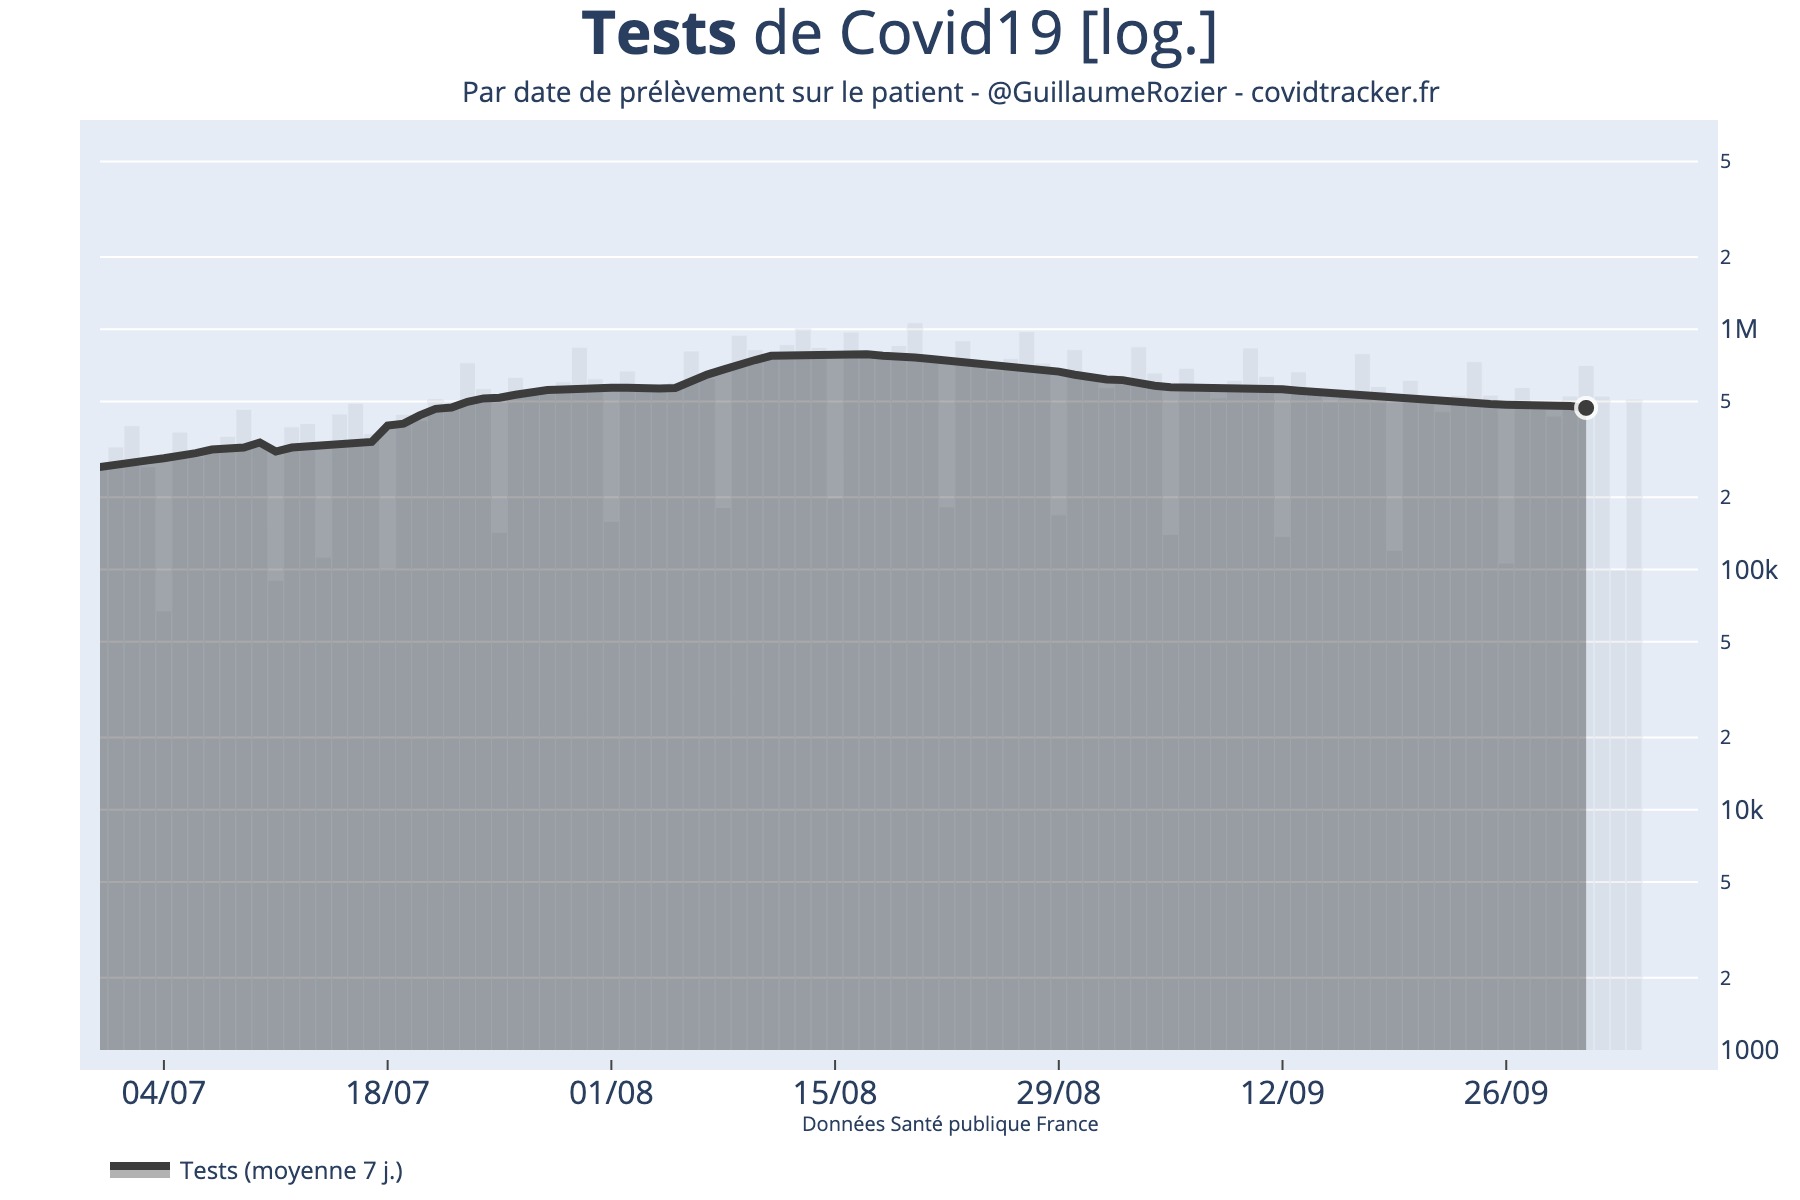 Tests de Covid19 [log.]
Par date de prélèvement sur le patient - @GuillaumeRozier - covidtracker.fr
5
2
1M
5
2
100k
5
2
10k
5
2
1000
04/07 18/07 01/08 15/08 29/08 12/09 26/09
Données Santé publique France
Tests (moyenne 7 j.)